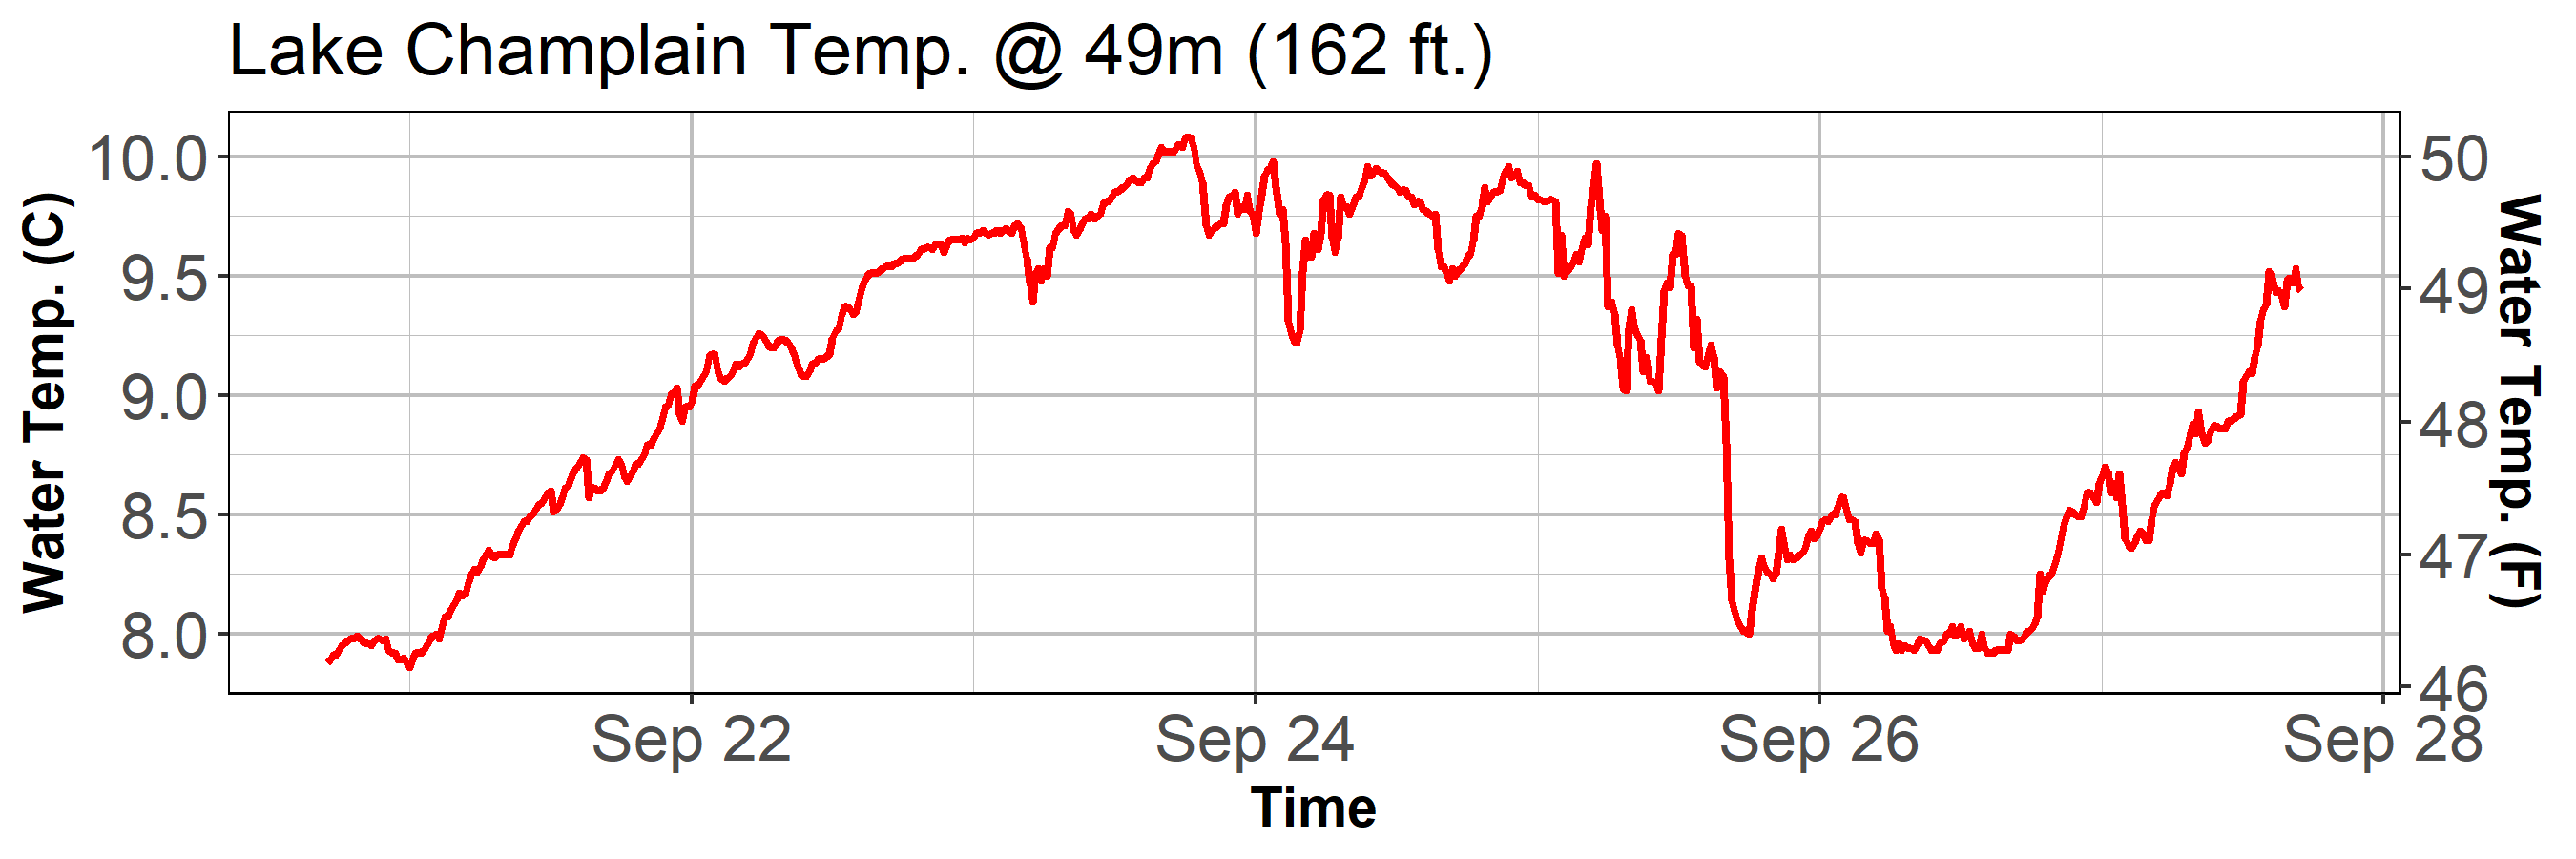 Lake Champlain Temp. @ 49m (162 ft.)
Water Temp. (C)
10.0
9.5
9.0
8.5
8.0
50
49
48
47
46
Water Temp. (F)
Sep 22 Sep 24 Sep 26 Sep 28
Time